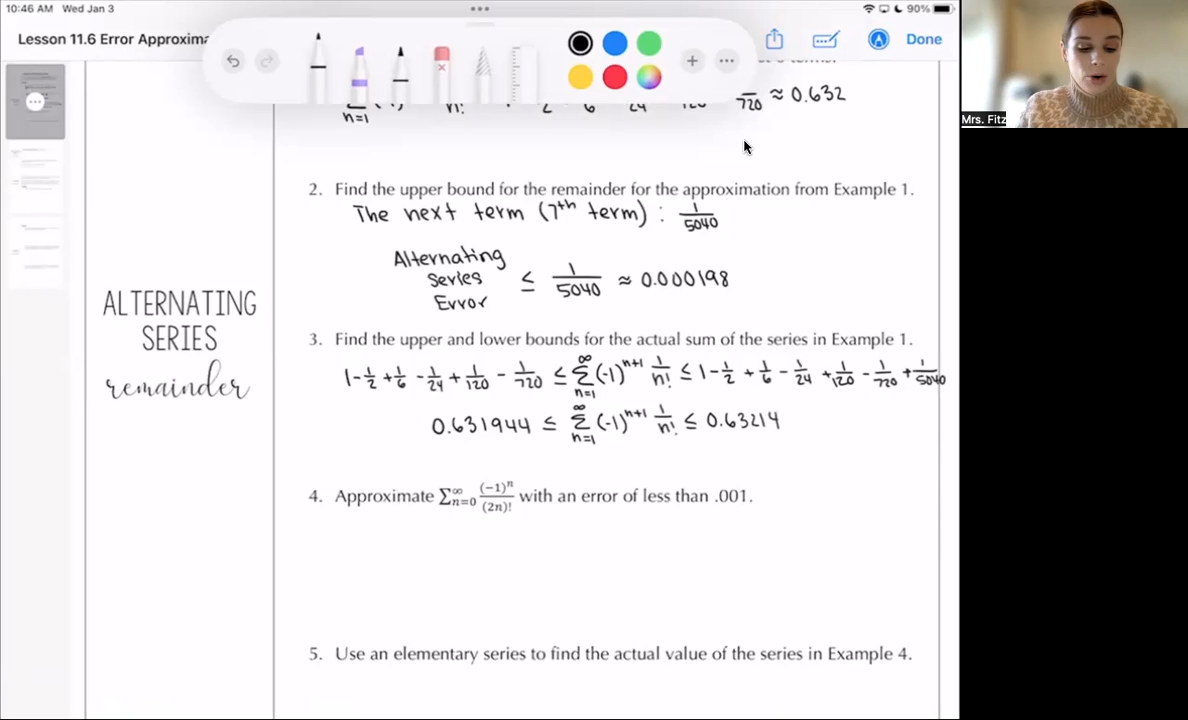 10:46 AM Wed Jan 3
90%
Lesson 11.6 Error Approxima
Done
Mrs. Fitz
n=1 n! 2 6 24 120 720 ≈ 0.632
2. Find the upper bound for the remainder for the approximation from Example 1.
The next term (7th term) : 1/5040
Alternating
Series
Error ≤ 1/5040 ≈ 0.000198
ALTERNATING
SERIES
remainder
3. Find the upper and lower bounds for the actual sum of the series in Example 1.
1 - 1/2 + 1/6 - 1/24 + 1/120 - 1/720 ≤ ∑_{n=1}^{∞} (-1)^{n+1} 1/n! ≤ 1 - 1/2 + 1/6 - 1/24 + 1/120 - 1/720 + 1/5040
0.631944 ≤ ∑_{n=1}^{∞} (-1)^{n+1} 1/n! ≤ 0.63214
4. Approximate ∑_{n=0}^{∞} (-1)^n/(2n)! with an error of less than .001.
5. Use an elementary series to find the actual value of the series in Example 4.